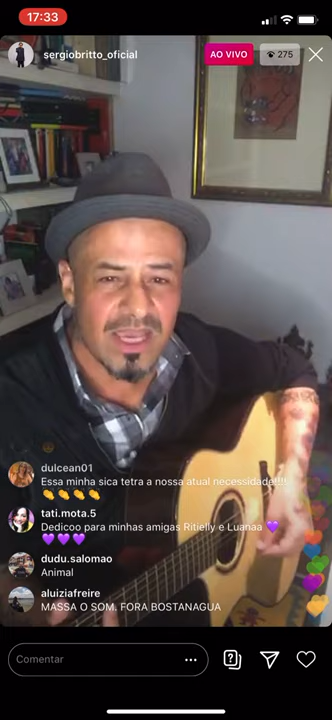 17:33
sergiobritto_oficial
AO VIVO
275
dulcean01
Essa minha sica tetra a nossa atual necessidade!!!!
👏👏👏👏
tati.mota.5
Dedicoo para minhas amigas Ritielly e Luanaa 💜
💜💜💜
dudu.salomao
Animal
aluiziafreire
MASSA O SOM. FORA BOSTANAGUA
Comentar